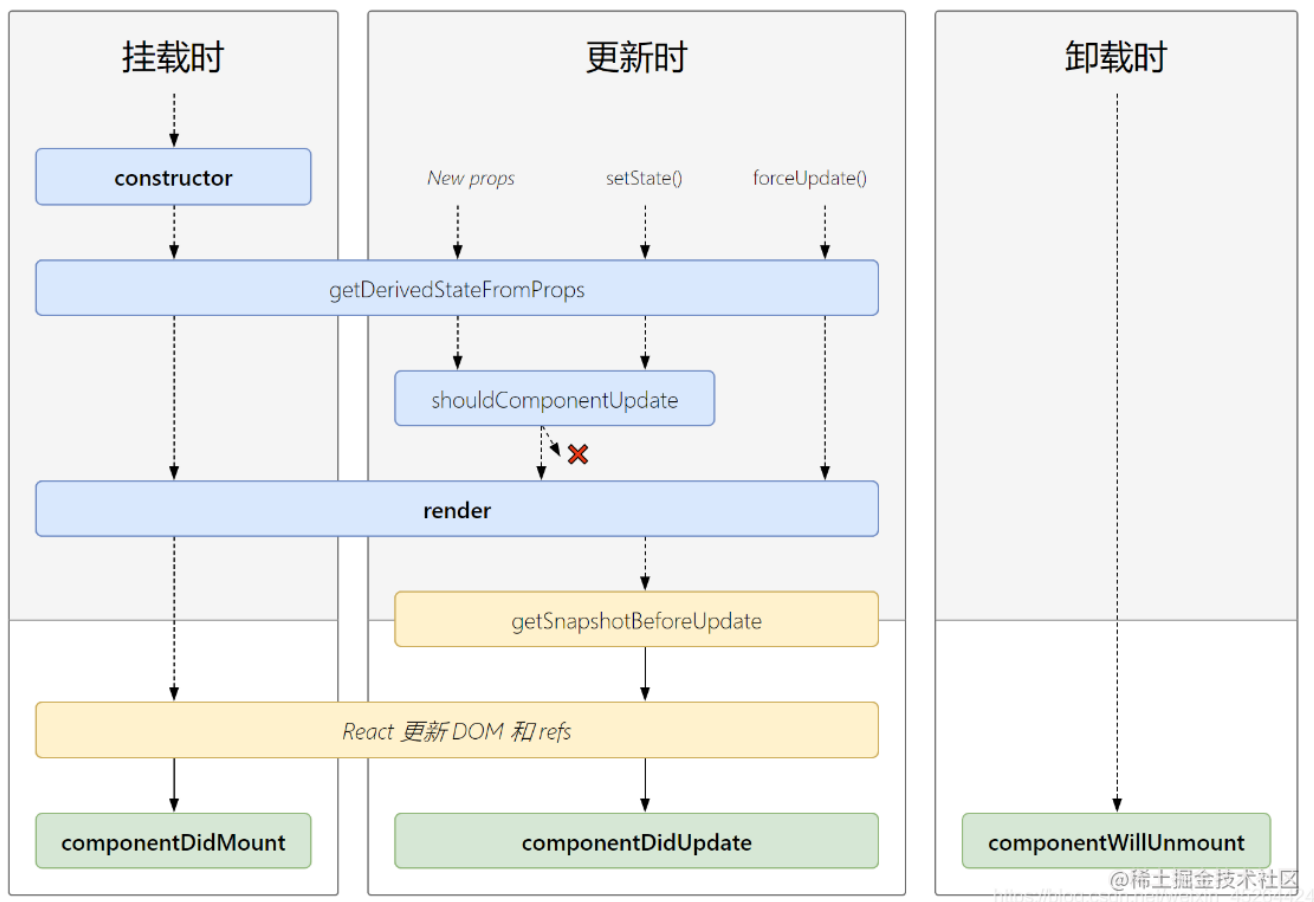 挂载时
更新时
卸载时
constructor
New props
setState()
forceUpdate()
getDerivedStateFromProps
shouldComponentUpdate
render
getSnapshotBeforeUpdate
React 更新 DOM 和 refs
componentDidMount
componentDidUpdate
componentWillUnmount
@稀土掘金技术社区